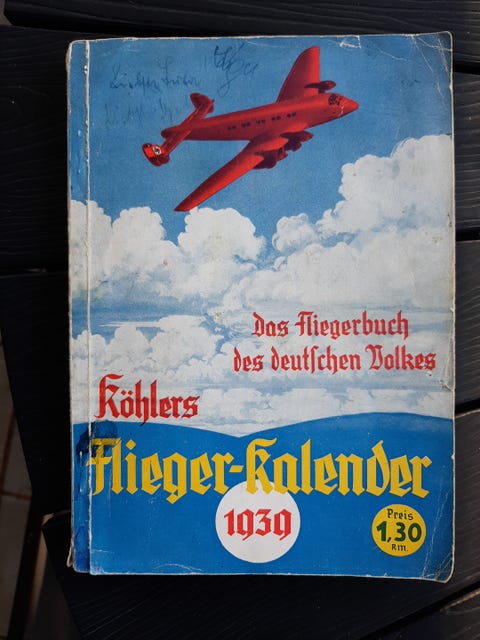 Das Fliegerbuch
des deutſchen Volkes
Köhlers
Flieger-Kalender
1939
Preis
1,30
RM.